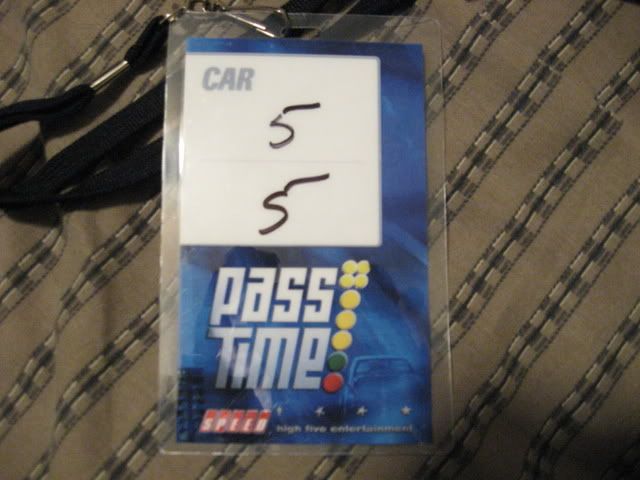 CAR
5
5
PASS
TIME
SPEED
high five entertainment